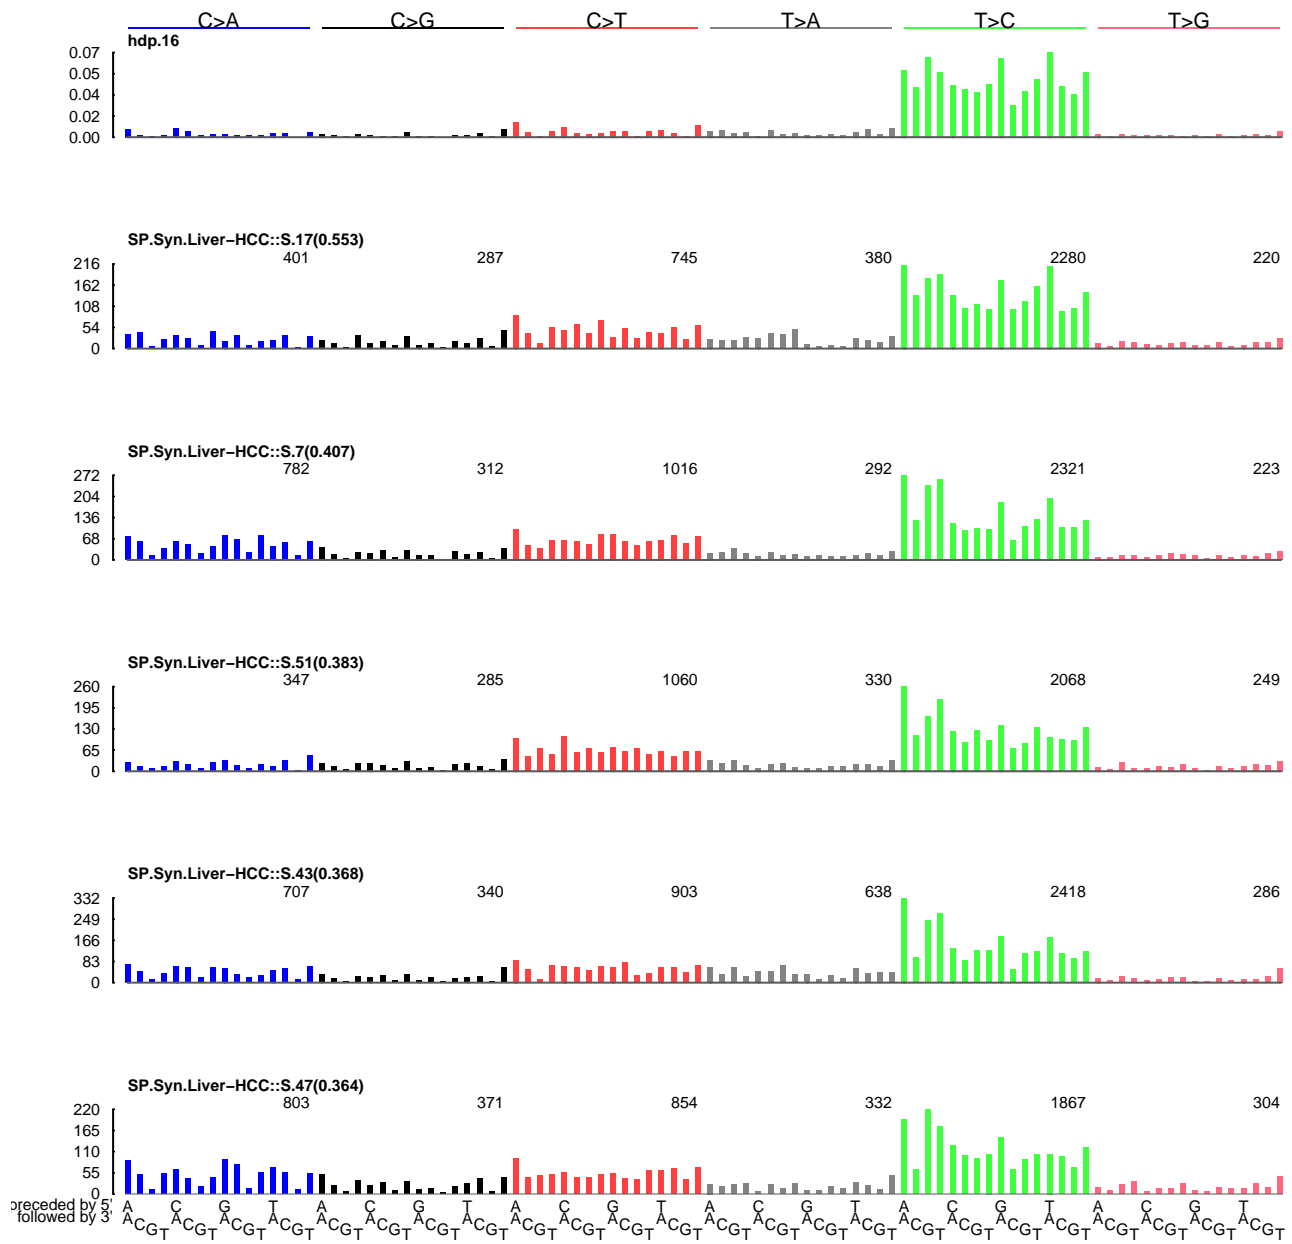 C>A C>G C>T T>A T>C T>G
hdp.16
0.07
0.05
0.04
0.02
0.00
SP.Syn.Liver−HCC::S.17(0.553)
401 287 745 380 2280 220
216
162
108
54
0
SP.Syn.Liver−HCC::S.7(0.407)
782 312 1016 292 2321 223
272
204
136
68
0
SP.Syn.Liver−HCC::S.51(0.383)
347 285 1060 330 2068 249
260
195
130
65
0
SP.Syn.Liver−HCC::S.43(0.368)
707 340 903 638 2418 286
332
249
166
83
0
SP.Syn.Liver−HCC::S.47(0.364)
803 371 854 332 1867 304
220
165
110
55
0
preceded by 5' A C G T A C G T A C G T A C G T A C G T A C G T
followed by 3' A C G T A C G T A C G T A C G T A C G T A C G T A C G T A C G T A C G T A C G T A C G T A C G T A C G T A C G T A C G T A C G T A C G T A C G T A C G T A C G T A C G T A C G T A C G T A C G T